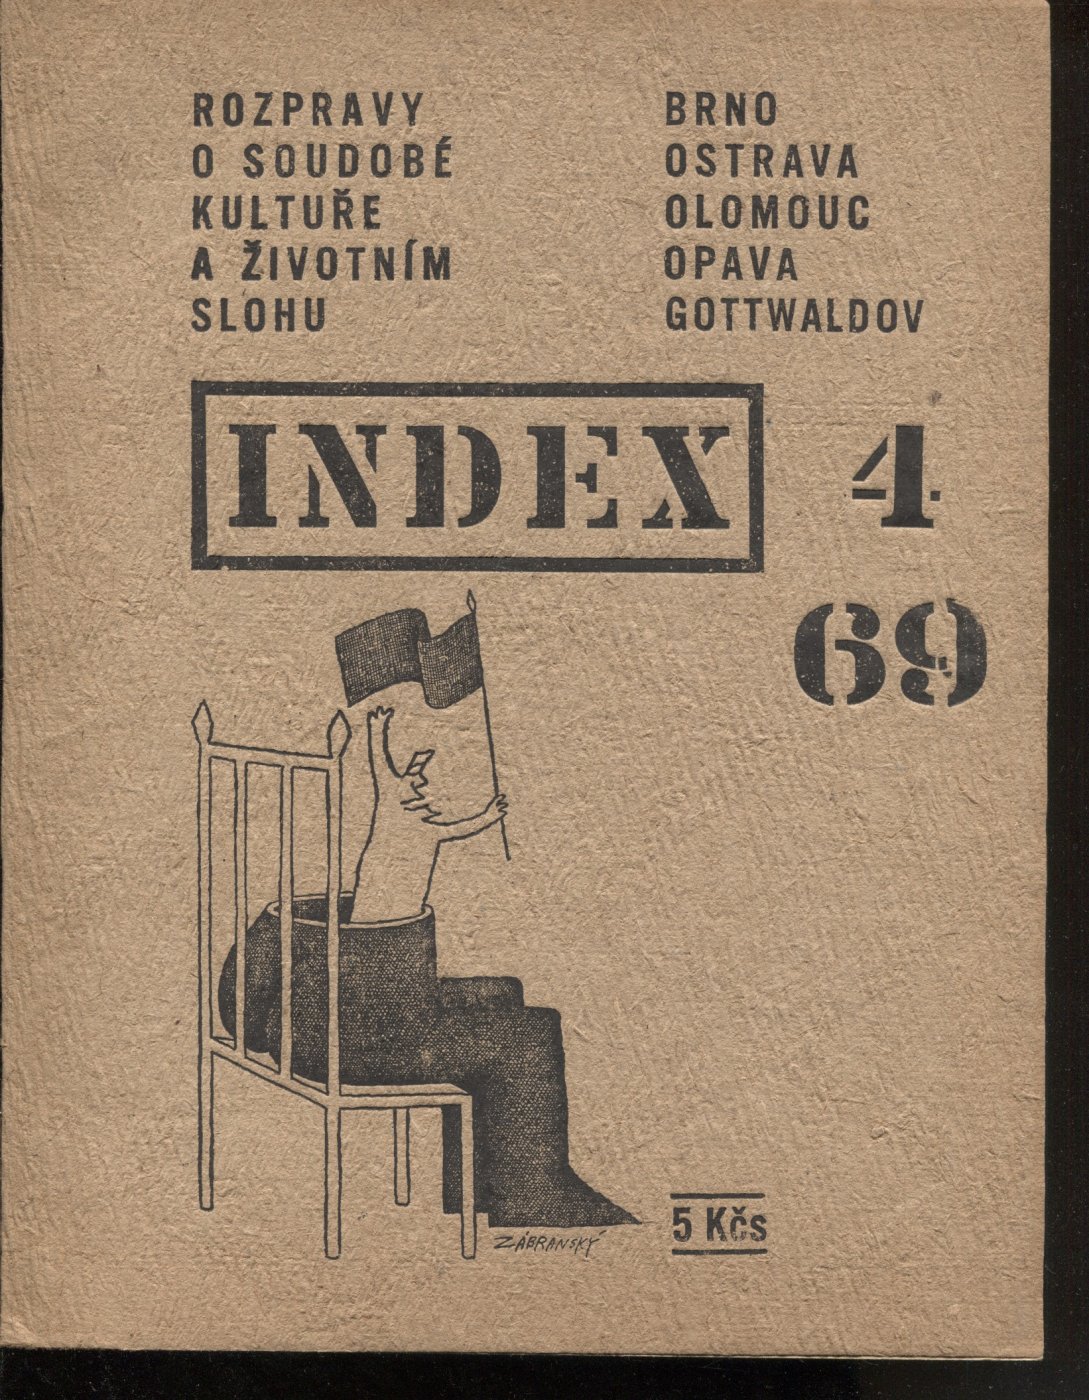 ROZPRAVY
O SOUDOBÉ
KULTUŘE
A ŽIVOTNÍM
SLOHU
BRNO
OSTRAVA
OLOMOUC
OPAVA
GOTTWALDOV
INDEX 4
69
ZÁBRANSKÝ
5 Kčs